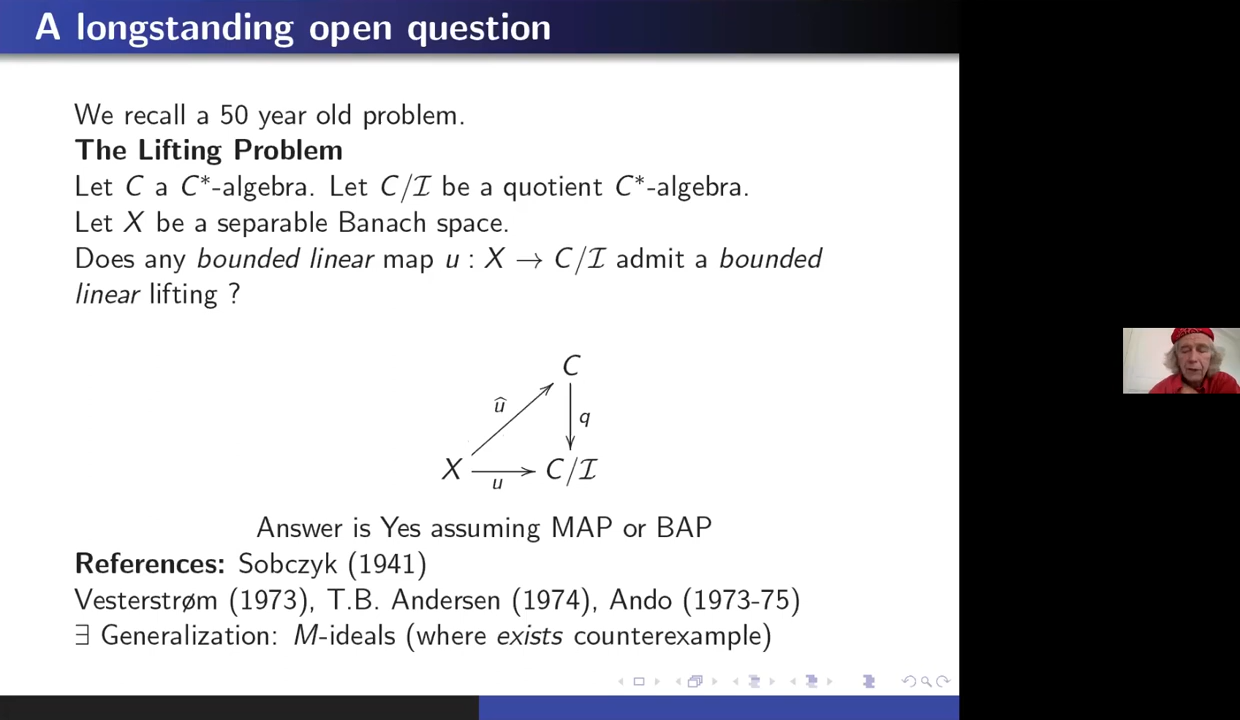 A longstanding open question
We recall a 50 year old problem.
The Lifting Problem
Let C a C*-algebra. Let C/I be a quotient C*-algebra.
Let X be a separable Banach space.
Does any bounded linear map u : X → C/I admit a bounded
linear lifting ?
C
û
q
X
C/I
u
Answer is Yes assuming MAP or BAP
References: Sobczyk (1941)
Vesterstrøm (1973), T.B. Andersen (1974), Ando (1973-75)
∃ Generalization: M-ideals (where exists counterexample)